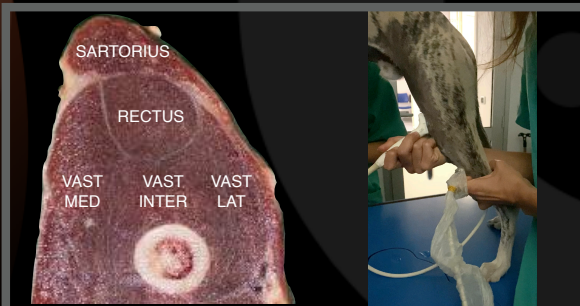 SARTORIUS
RECTUS
VAST
MED
VAST
INTER
VAST
LAT